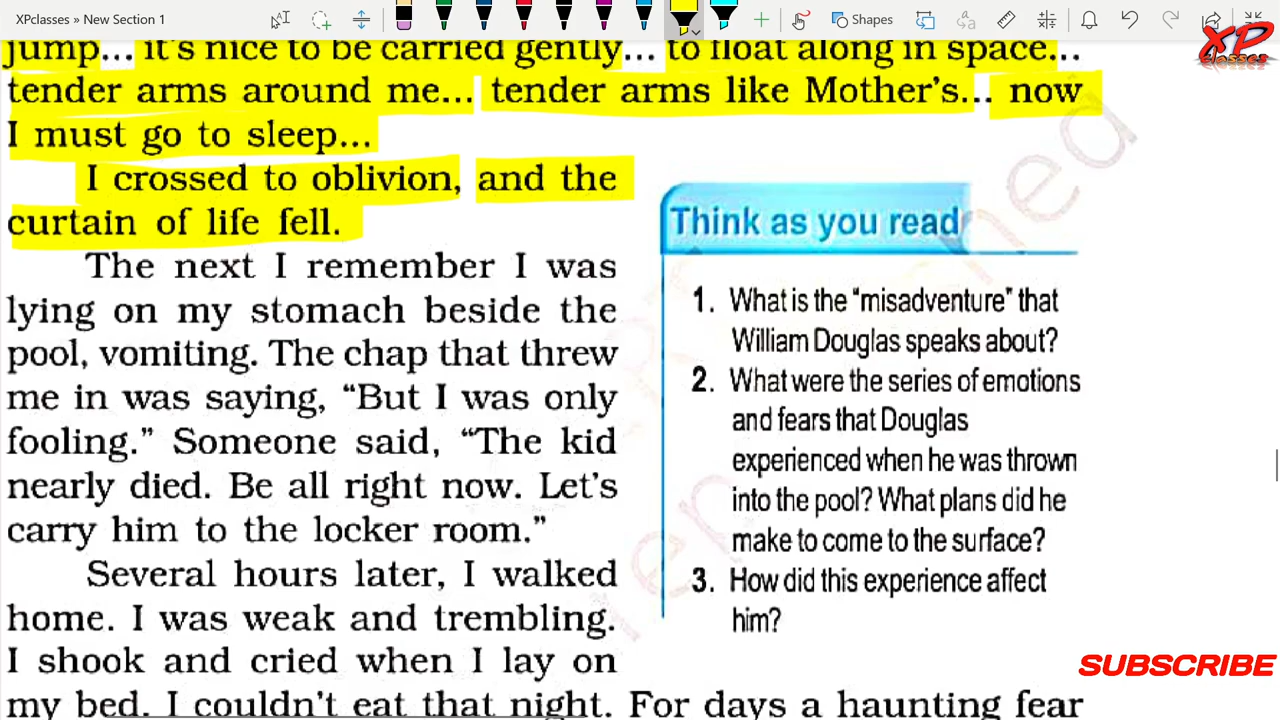 XPclasses » New Section 1
Shapes
XP
Classes
jump... it's nice to be carried gently... to float along in space...
tender arms around me... tender arms like Mother's... now
I must go to sleep...
I crossed to oblivion, and the
curtain of life fell.
The next I remember I was
lying on my stomach beside the
pool, vomiting. The chap that threw
me in was saying, “But I was only
fooling.” Someone said, “The kid
nearly died. Be all right now. Let's
carry him to the locker room.”
Several hours later, I walked
home. I was weak and trembling.
I shook and cried when I lay on
my bed. I couldn't eat that night. For days a haunting fear
Think as you read
1. What is the “misadventure” that
William Douglas speaks about?
2. What were the series of emotions
and fears that Douglas
experienced when he was thrown
into the pool? What plans did he
make to come to the surface?
3. How did this experience affect
him?
SUBSCRIBE